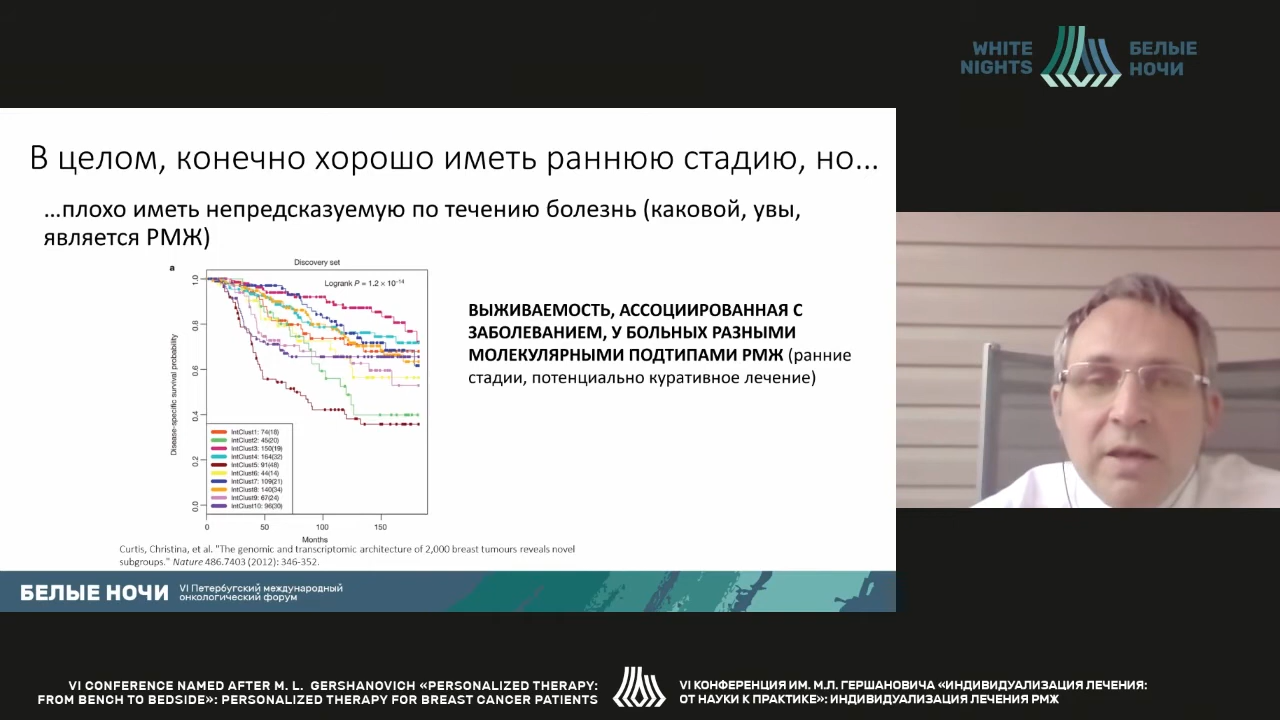 WHITE
NIGHTS
БЕЛЫЕ
НОЧИ
В целом, конечно хорошо иметь раннюю стадию, но...
...плохо иметь непредсказуемую по течению болезнь (каковой, увы,
является РМЖ)
a
Discovery set
Logrank P = 1.2 × 10⁻¹⁴
Disease-specific survival probability
1.0
0.8
0.6
0.4
0.2
0.0
IntClust1: 74(18)
IntClust2: 45(20)
IntClust3: 150(19)
IntClust4: 164(32)
IntClust5: 91(48)
IntClust6: 44(14)
IntClust7: 109(21)
IntClust8: 140(34)
IntClust9: 67(24)
IntClust10: 96(30)
0 50 100 150
Months
ВЫЖИВАЕМОСТЬ, АССОЦИИРОВАННАЯ С
ЗАБОЛЕВАНИЕМ, У БОЛЬНЫХ РАЗНЫМИ
МОЛЕКУЛЯРНЫМИ ПОДТИПАМИ РМЖ (ранние
стадии, потенциально куративное лечение)
Curtis, Christina, et al. "The genomic and transcriptomic architecture of 2,000 breast tumours reveals novel
subgroups." Nature 486.7403 (2012): 346-352.
БЕЛЫЕ НОЧИ
VI Петербугский международный
онкологический форум
VI CONFERENCE NAMED AFTER M. L. GERSHANOVICH «PERSONALIZED THERAPY:
FROM BENCH TO BEDSIDE»: PERSONALIZED THERAPY FOR BREAST CANCER PATIENTS
VI КОНФЕРЕНЦИЯ ИМ. М.Л. ГЕРШАНОВИЧА «ИНДИВИДУАЛИЗАЦИЯ ЛЕЧЕНИЯ:
ОТ НАУКИ К ПРАКТИКЕ»: ИНДИВИДУАЛИЗАЦИЯ ЛЕЧЕНИЯ РМЖ